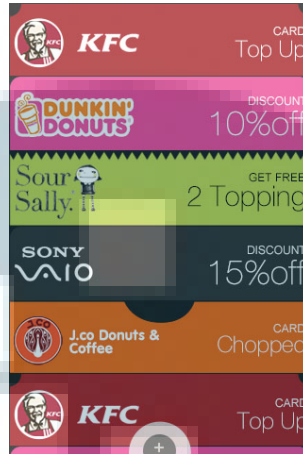 KFC
CARD
Top Up
DUNKIN'
DONUTS
DISCOUNT
10%off
Sour
Sally
GET FREE
2 Topping
SONY
VAIO
DISCOUNT
15%off
J.CO
J.co Donuts &
Coffee
CARD
Chopped
KFC
CARD
Top Up